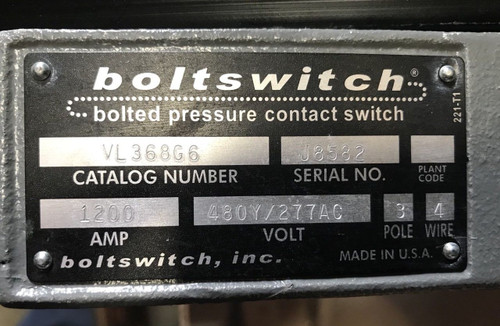 boltswitch®
bolted pressure contact switch
221-T1
VL368G6 J8582
CATALOG NUMBER SERIAL NO. PLANT CODE
1200 480Y/277AC 3 4
AMP VOLT POLE WIRE
boltswitch, inc. MADE IN U.S.A.